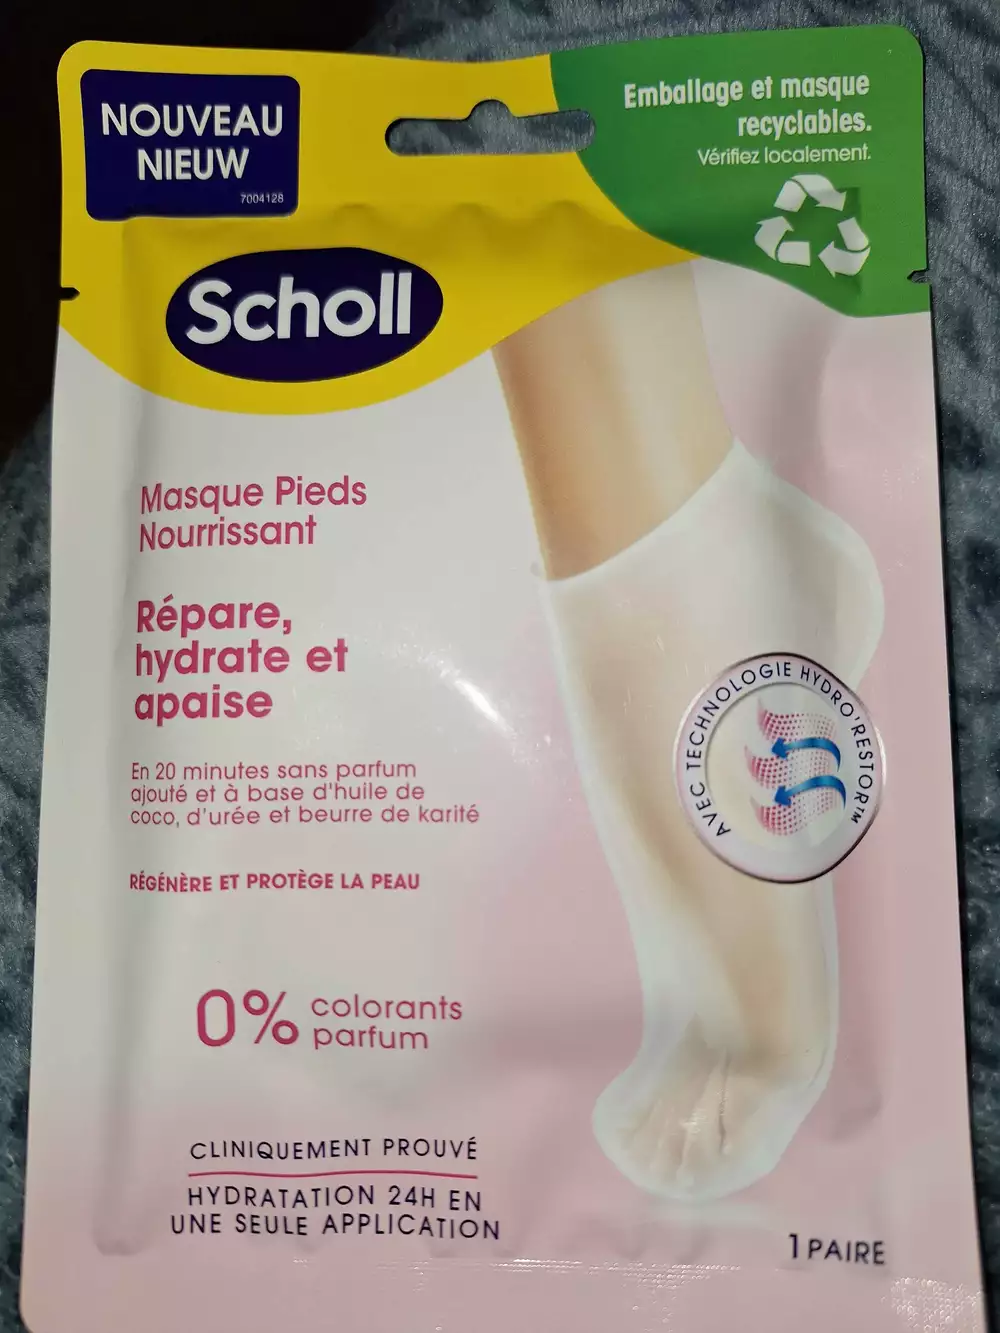 NOUVEAU
NIEUW
7004128
Emballage et masque
recyclables.
Vérifiez localement.
Scholl
Masque Pieds
Nourrissant
Répare,
hydrate et
apaise
En 20 minutes sans parfum
ajouté et à base d'huile de
coco, d'urée et beurre de karité
RÉGÉNÈRE ET PROTÈGE LA PEAU
AVEC TECHNOLOGIE HYDRO'RESTOR™
0% colorants
parfum
CLINIQUEMENT PROUVÉ
HYDRATATION 24H EN
UNE SEULE APPLICATION
1 PAIRE